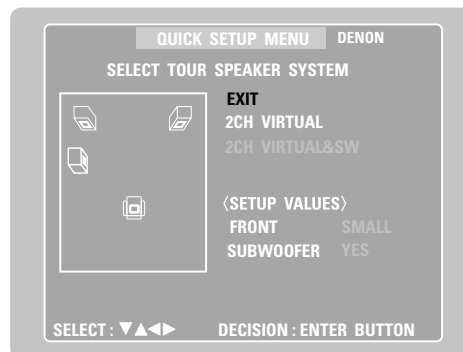 QUICK SETUP MENU DENON
SELECT TOUR SPEAKER SYSTEM
EXIT
2CH VIRTUAL
2CH VIRTUAL&SW
〈SETUP VALUES〉
FRONT SMALL
SUBWOOFER YES
SELECT : ▼▲◀▶ DECISION : ENTER BUTTON